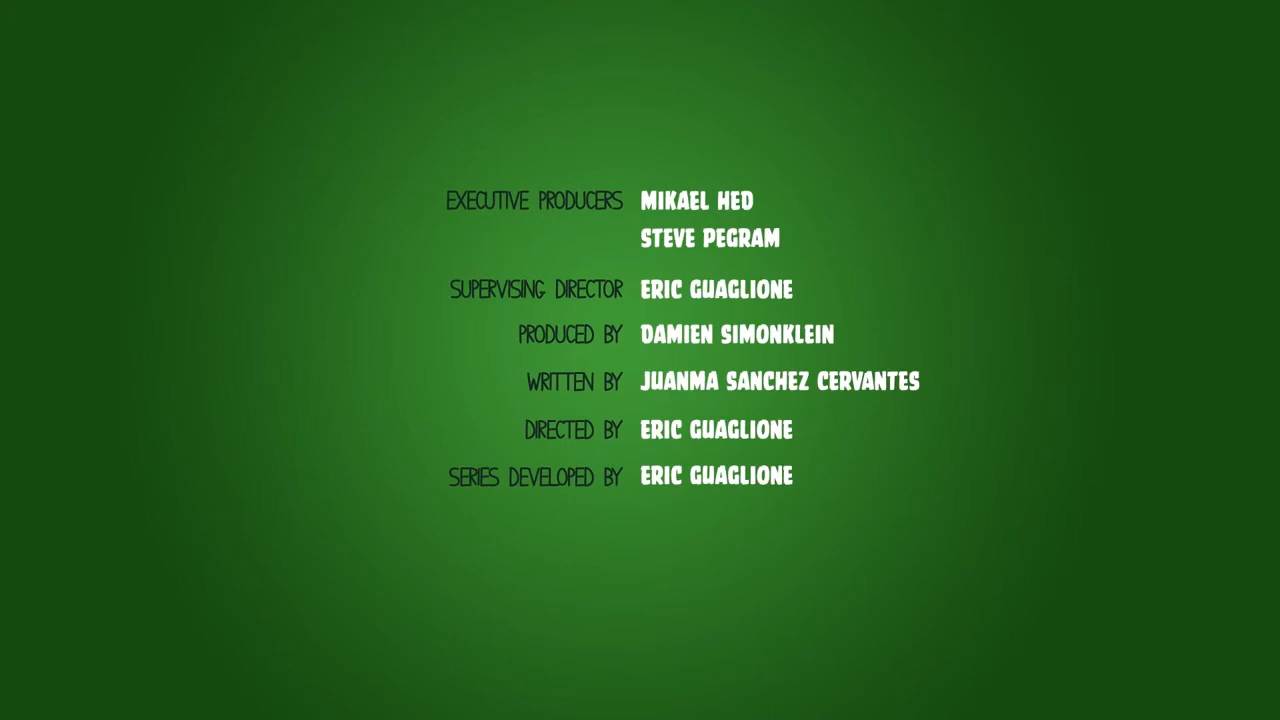 EXECUTIVE PRODUCERS MIKAEL HED
STEVE PEGRAM
SUPERVISING DIRECTOR ERIC GUAGLIONE
PRODUCED BY DAMIEN SIMONKLEIN
WRITTEN BY JUANMA SANCHEZ CERVANTES
DIRECTED BY ERIC GUAGLIONE
SERIES DEVELOPED BY ERIC GUAGLIONE